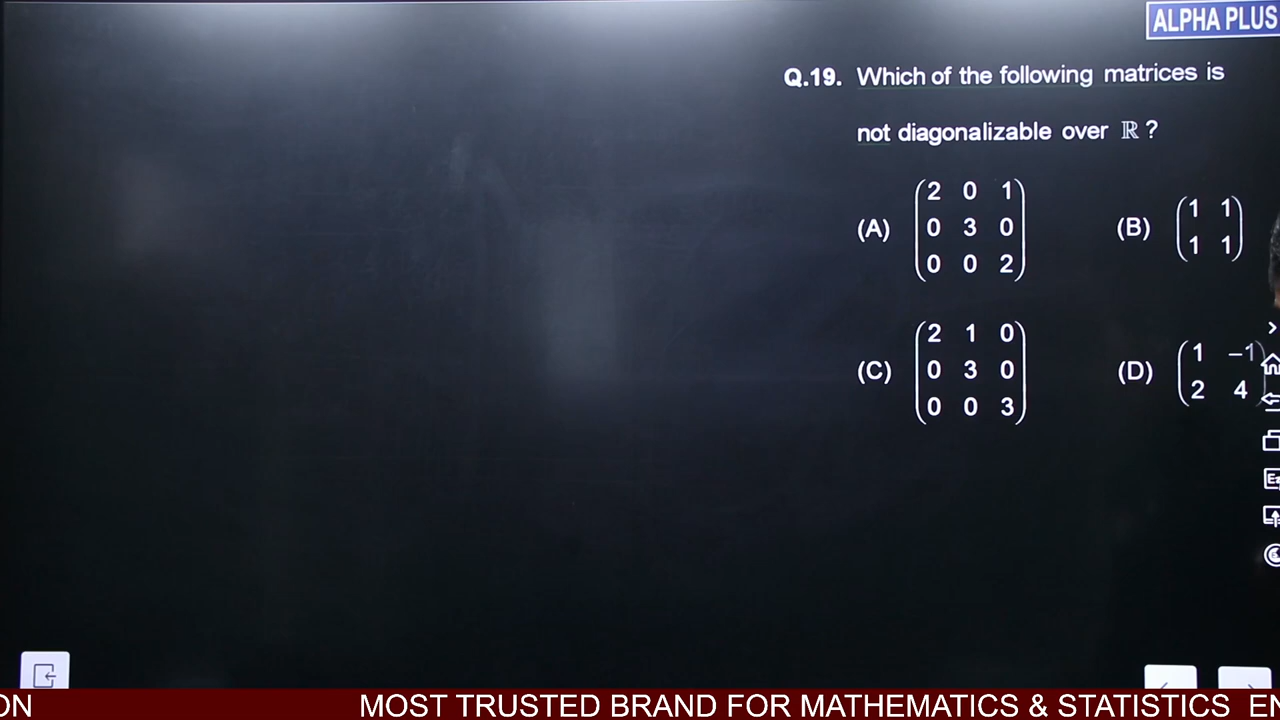 ALPHA PLUS
Q.19. Which of the following matrices is
not diagonalizable over ℝ ?
(A) (2 0 1
0 3 0
0 0 2)
(B) (1 1
1 1)
(C) (2 1 0
0 3 0
0 0 3)
(D) (1 −1
2 4)
ON MOST TRUSTED BRAND FOR MATHEMATICS & STATISTICS